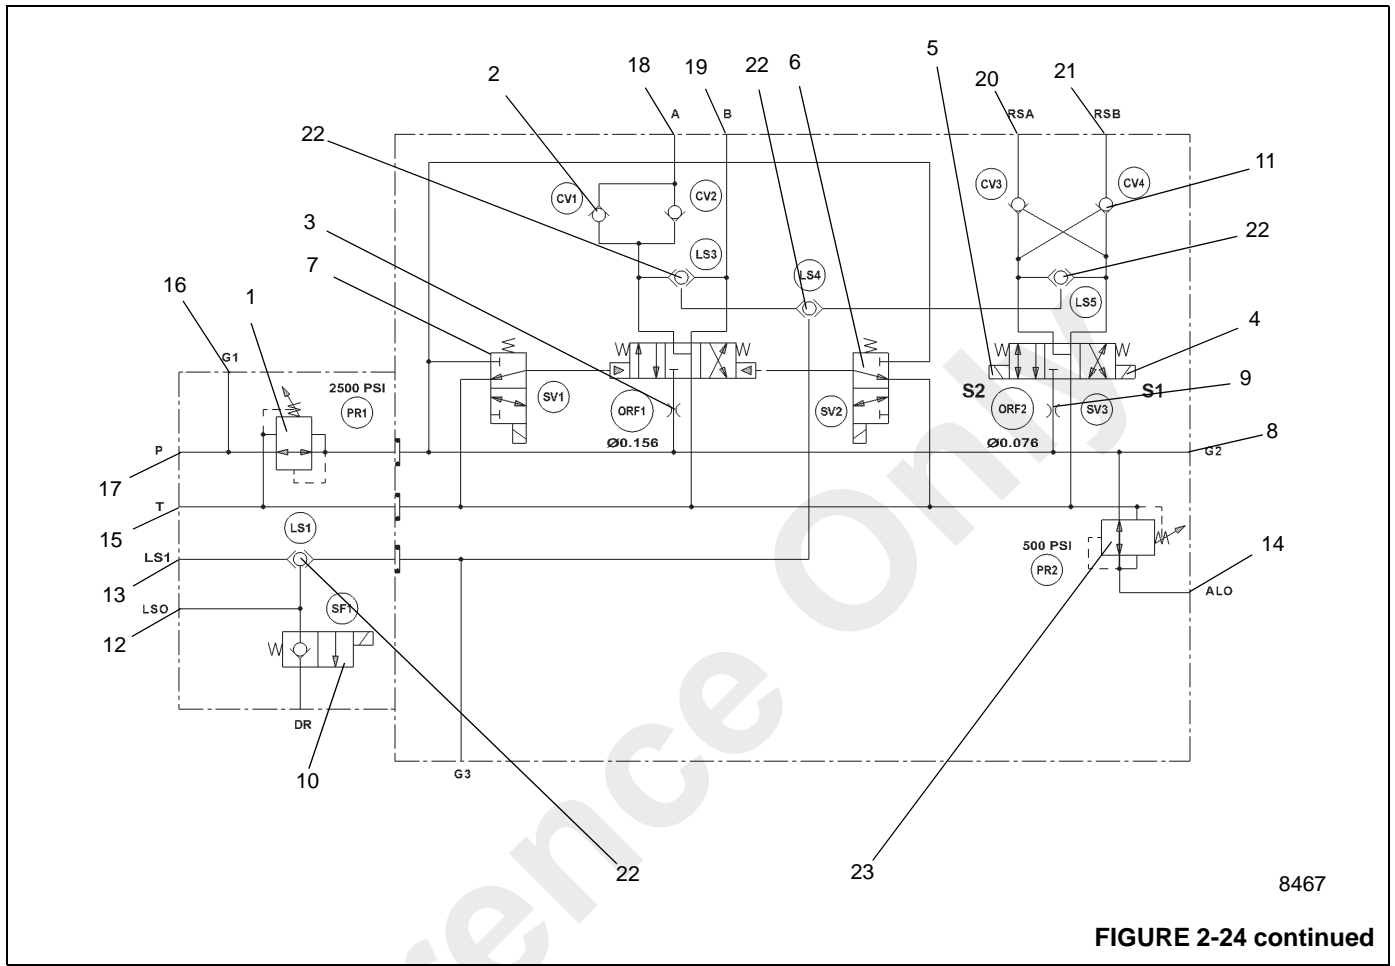 5
18
19
22
6
21
2
20
A
B
RSA
RSB
22
11
CV1
CV2
CV3
CV4
3
22
7
LS3
LS4
16
1
LS5
4
G1
2500 PSI
PR1
SV1
ORF1
Ø0.156
SV2
S2
ORF2
Ø0.076
SV3
S1
9
8
P
G2
17
T
15
LS1
LS1
500 PSI
PR2
14
13
LSO
SF1
ALO
12
DR
10
G3
22
23
8467
rence Only
FIGURE 2-24 continued